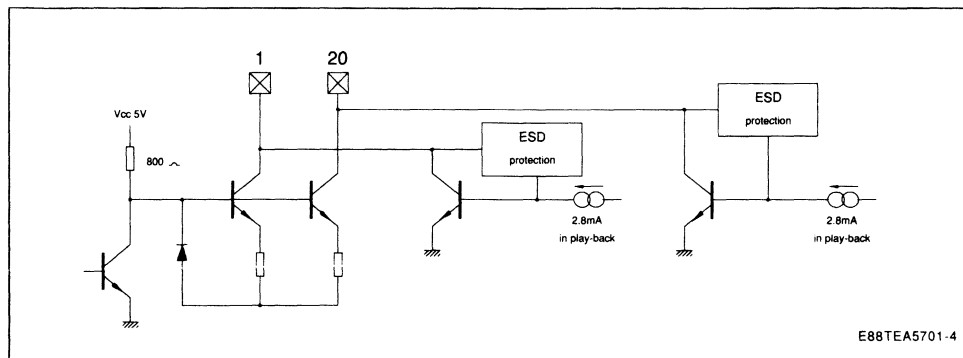 1
20
Vcc 5V
800
ESD
protection
2.8mA
in play-back
ESD
protection
2.8mA
in play-back
E88TEA5701-4